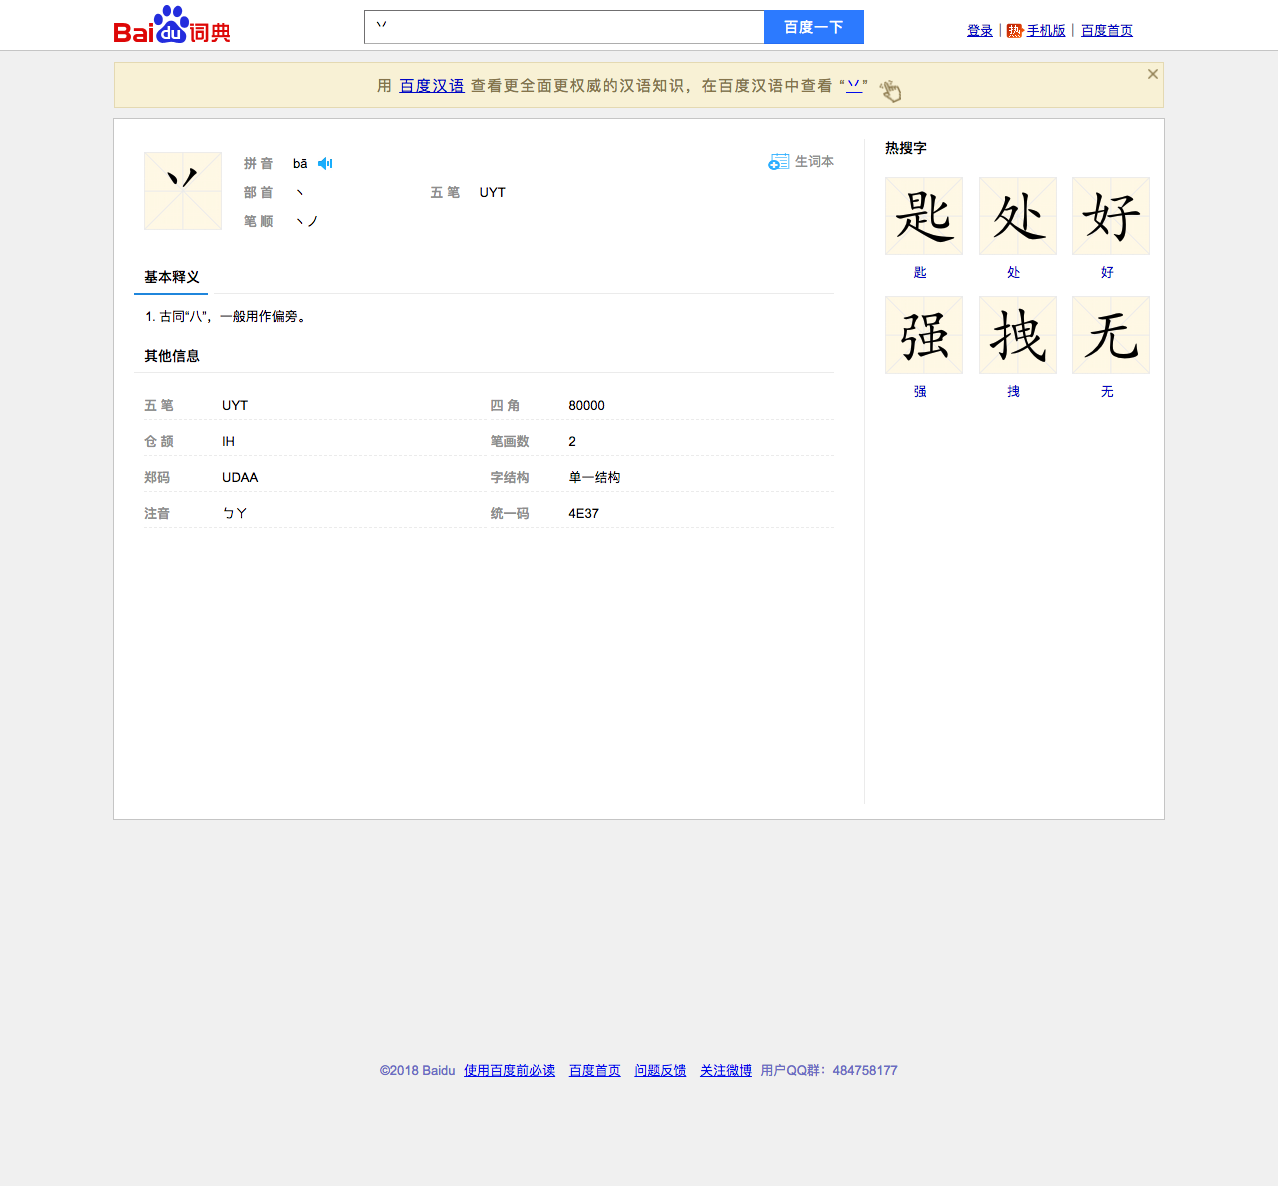 Baidu词典
丷
百度一下
登录 | 热 手机版 | 百度首页
用 百度汉语 查看更全面更权威的汉语知识，在百度汉语中查看 “丷”
丷
拼 音 bā
生词本
部 首 丶 五 笔 UYT
笔 顺 丶ノ
基本释义
1. 古同“八”，一般用作偏旁。
其他信息
五 笔 UYT 四 角 80000
仓 颉 IH 笔画数 2
郑码 UDAA 字结构 单一结构
注音 ㄅㄚ 统一码 4E37
热搜字
匙 处 好
匙 处 好
强 拽 无
强 拽 无
©2018 Baidu 使用百度前必读 百度首页 问题反馈 关注微博 用户QQ群：484758177